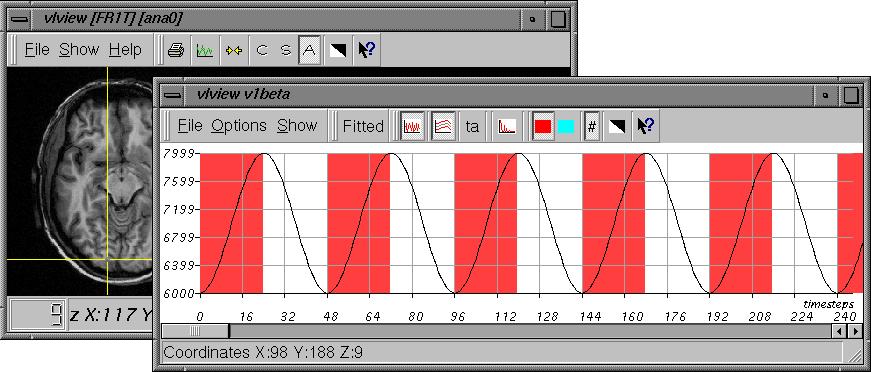 vlview [FR1T] [ana0]
File Show Help
C S A
vlview v1beta
File Options Show Fitted ta #
7999
7599
7199
6799
6399
6000
timesteps
0 16 32 48 64 80 96 112 128 144 160 176 192 208 224 240
9 z X:117 Y
Coordinates X:98 Y:188 Z:9